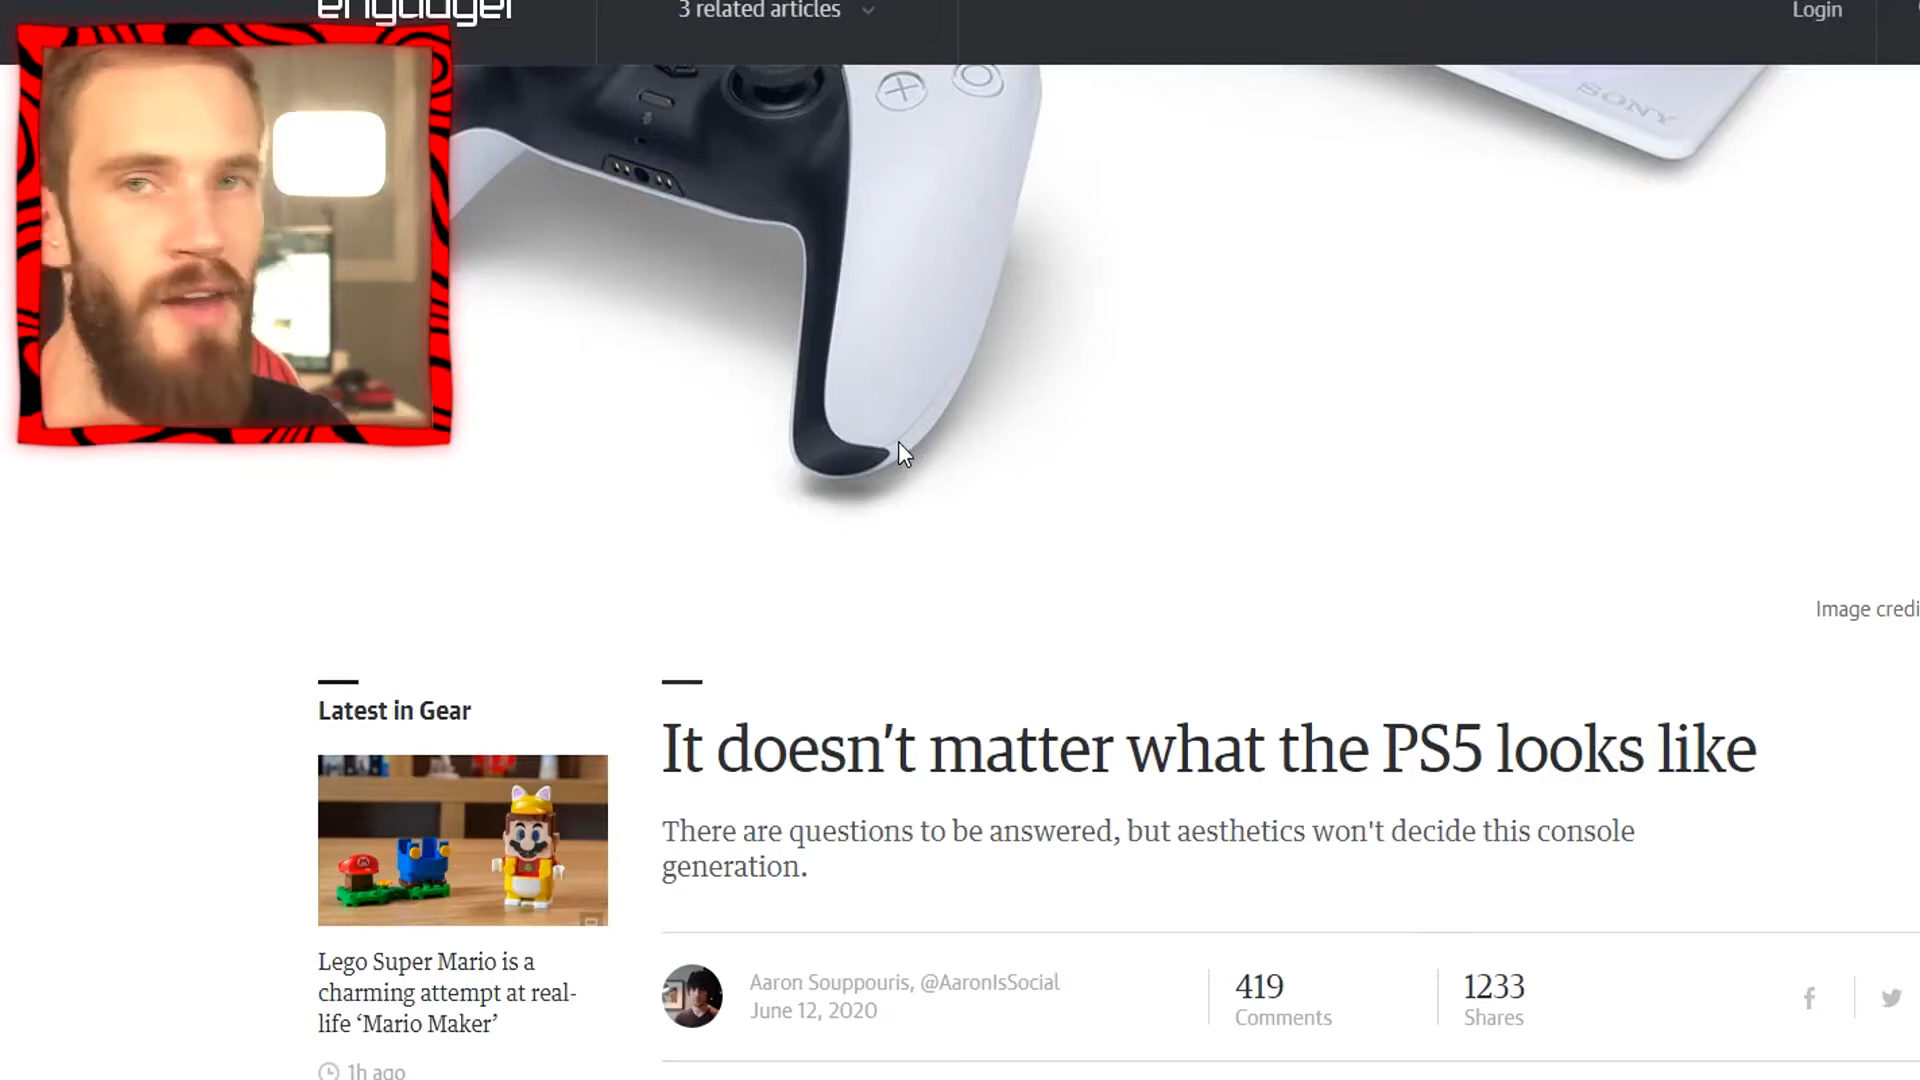 engadget
3 related articles
Login
SONY
Image credi
Latest in Gear
It doesn't matter what the PS5 looks like
There are questions to be answered, but aesthetics won't decide this console
generation.
Lego Super Mario is a
charming attempt at real-
life ‘Mario Maker’
1h ago
Aaron Souppouris, @AaronIsSocial
June 12, 2020
419
Comments
1233
Shares